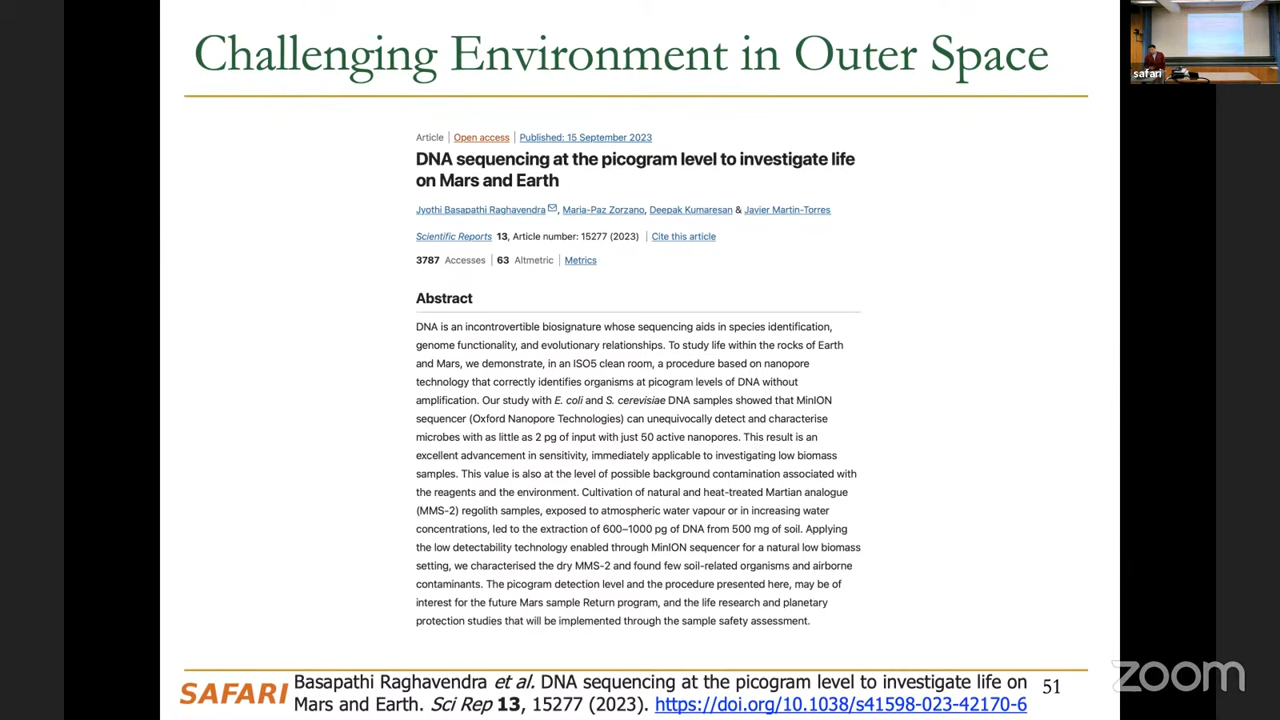 Challenging Environment in Outer Space
safari
Article | Open access | Published: 15 September 2023
DNA sequencing at the picogram level to investigate life
on Mars and Earth
Jyothi Basapathi Raghavendra, Maria-Paz Zorzano, Deepak Kumaresan & Javier Martin-Torres
Scientific Reports 13, Article number: 15277 (2023) | Cite this article
3787 Accesses | 63 Altmetric | Metrics
Abstract
DNA is an incontrovertible biosignature whose sequencing aids in species identification,
genome functionality, and evolutionary relationships. To study life within the rocks of Earth
and Mars, we demonstrate, in an ISO5 clean room, a procedure based on nanopore
technology that correctly identifies organisms at picogram levels of DNA without
amplification. Our study with E. coli and S. cerevisiae DNA samples showed that MinION
sequencer (Oxford Nanopore Technologies) can unequivocally detect and characterise
microbes with as little as 2 pg of input with just 50 active nanopores. This result is an
excellent advancement in sensitivity, immediately applicable to investigating low biomass
samples. This value is also at the level of possible background contamination associated with
the reagents and the environment. Cultivation of natural and heat-treated Martian analogue
(MMS-2) regolith samples, exposed to atmospheric water vapour or in increasing water
concentrations, led to the extraction of 600–1000 pg of DNA from 500 mg of soil. Applying
the low detectability technology enabled through MinION sequencer for a natural low biomass
setting, we characterised the dry MMS-2 and found few soil-related organisms and airborne
contaminants. The picogram detection level and the procedure presented here, may be of
interest for the future Mars sample Return program, and the life research and planetary
protection studies that will be implemented through the sample safety assessment.
SAFARI
Basapathi Raghavendra et al. DNA sequencing at the picogram level to investigate life on
Mars and Earth. Sci Rep 13, 15277 (2023). https://doi.org/10.1038/s41598-023-42170-6
51
zoom